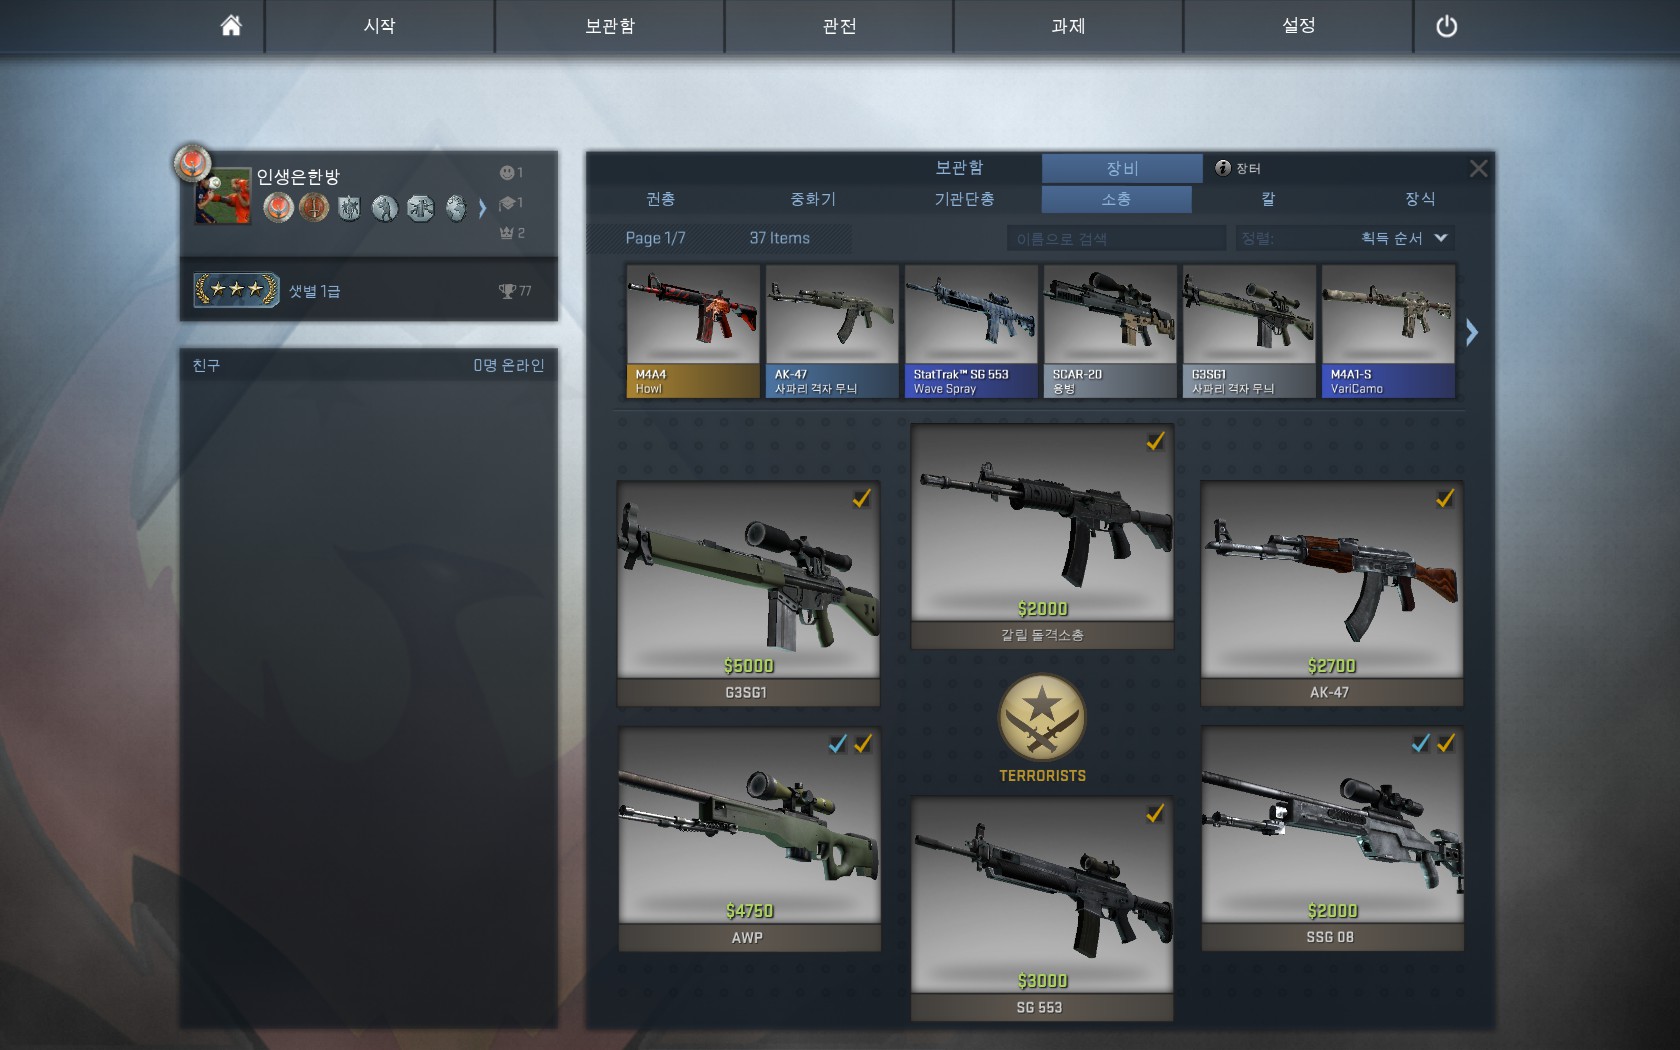 시작
보관함
관전
과제
설정
인생은한방
1
1
2
샛별 1급
77
친구
0명 온라인
보관함
장비
장터
권총
중화기
기관단총
소총
칼
장식
Page 1/7
37 Items
이름으로 검색
정렬:
획득 순서
M4A4
Howl
AK-47
사파리 격자 무늬
StatTrak™ SG 553
Wave Spray
SCAR-20
용병
G3SG1
사파리 격자 무늬
M4A1-S
VariCamo
$5000
G3SG1
$2000
갈릴 돌격소총
$2700
AK-47
TERRORISTS
$4750
AWP
$3000
SG 553
$2000
SSG 08